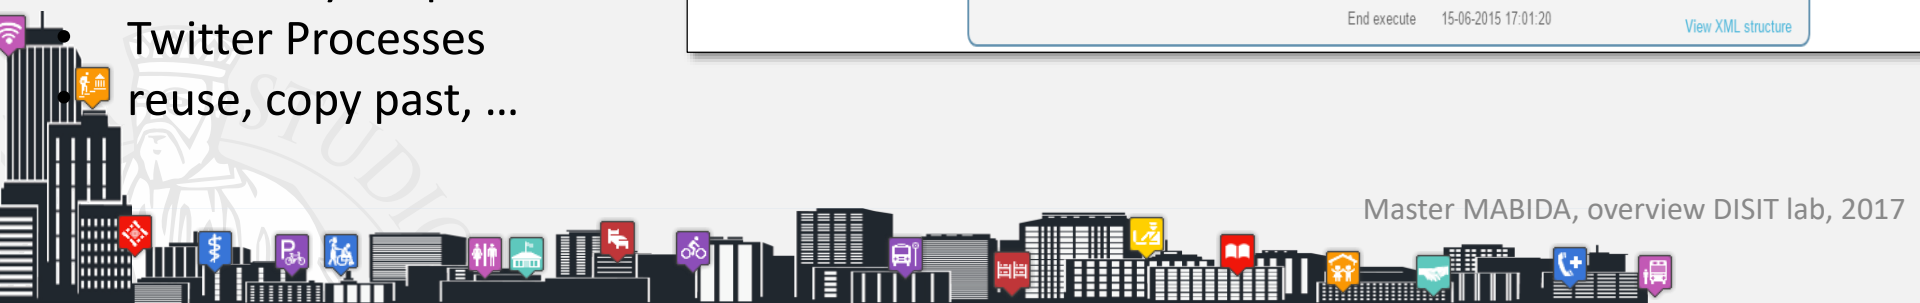 • Twitter Processes
• reuse, copy past, ...
End execute 15-06-2015 17:01:20
View XML structure
STUDIO
Master MABIDA, overview DISIT lab, 2017
P